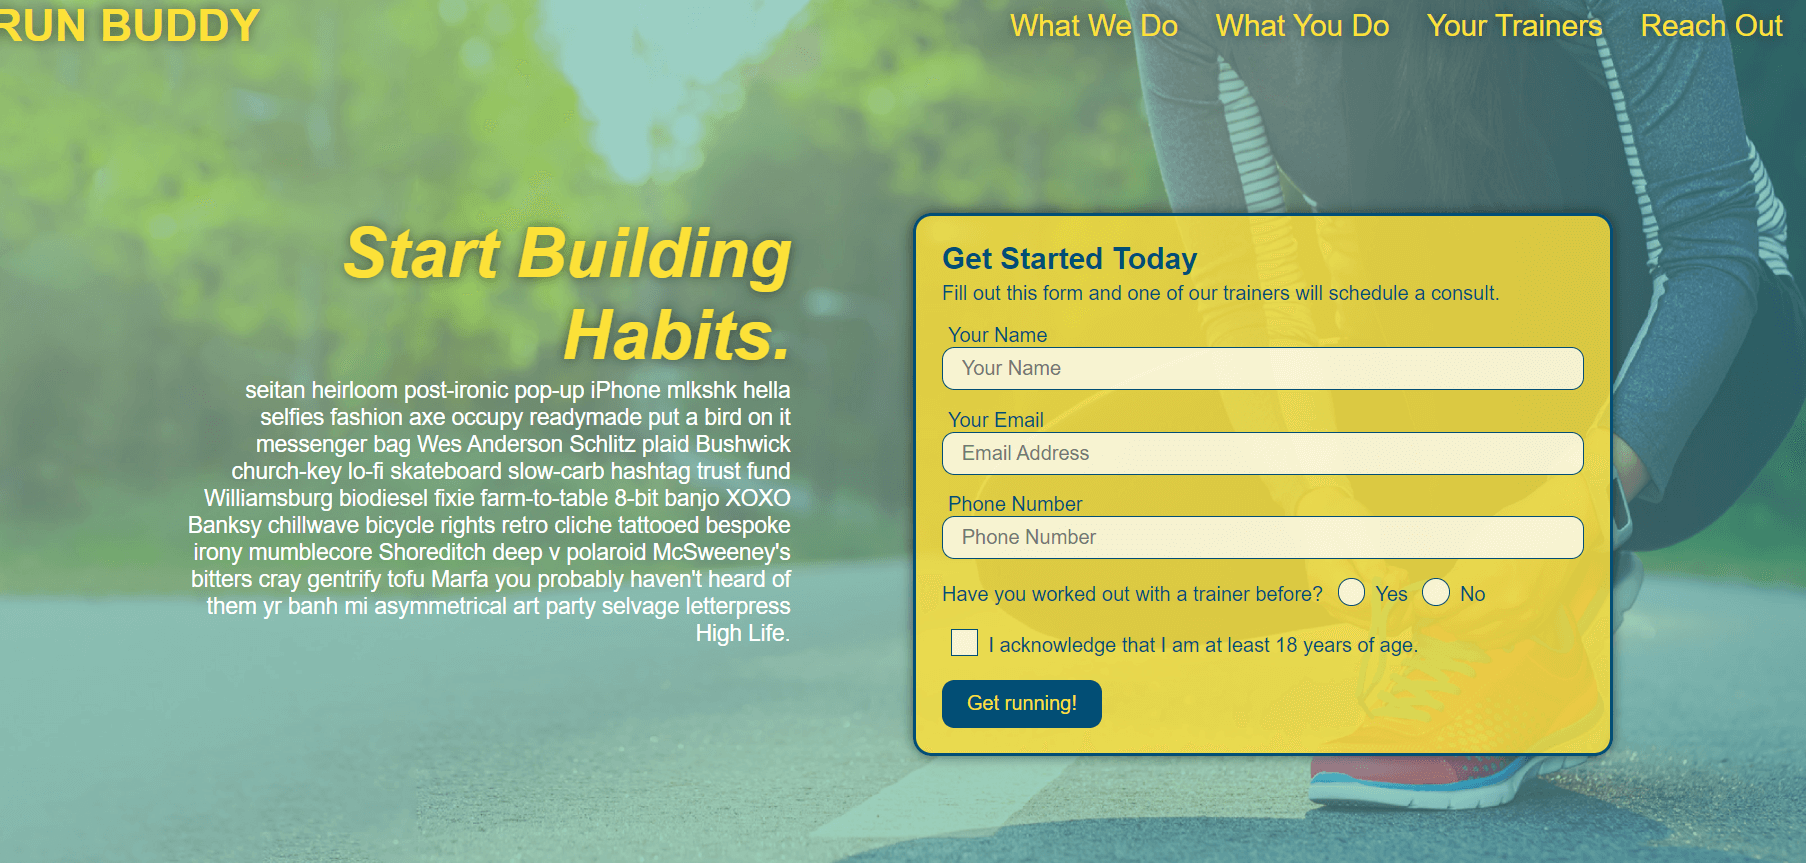 RUN BUDDY
What We Do What You Do Your Trainers Reach Out
Start Building
Habits.
seitan heirloom post-ironic pop-up iPhone mlkshk hella
selfies fashion axe occupy readymade put a bird on it
messenger bag Wes Anderson Schlitz plaid Bushwick
church-key lo-fi skateboard slow-carb hashtag trust fund
Williamsburg biodiesel fixie farm-to-table 8-bit banjo XOXO
Banksy chillwave bicycle rights retro cliche tattooed bespoke
irony mumblecore Shoreditch deep v polaroid McSweeney's
bitters cray gentrify tofu Marfa you probably haven't heard of
them yr banh mi asymmetrical art party selvage letterpress
High Life.
Get Started Today
Fill out this form and one of our trainers will schedule a consult.
Your Name
Your Name
Your Email
Email Address
Phone Number
Phone Number
Have you worked out with a trainer before? Yes No
I acknowledge that I am at least 18 years of age.
Get running!